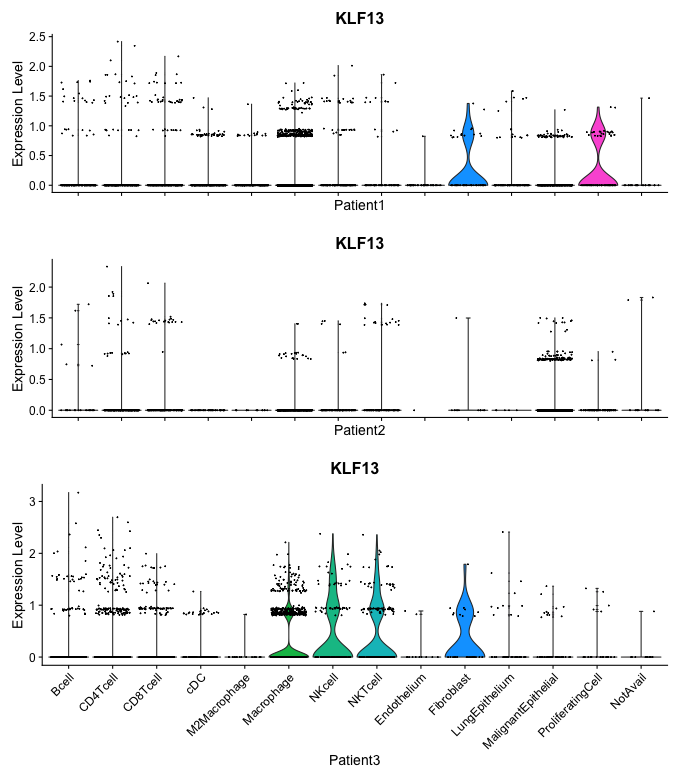 KLF13
Expression Level
2.5
2.0
1.5
1.0
0.5
0.0
Patient1
KLF13
Expression Level
2.0
1.5
1.0
0.5
0.0
Patient2
KLF13
Expression Level
3
2
1
0
Bcell
CD4Tcell
CD8Tcell
cDC
M2Macrophage
Macrophage
NKcell
NKTcell
Endothelium
Fibroblast
LungEpithelium
MalignantEpithelial
ProliferatingCell
NotAvail
Patient3